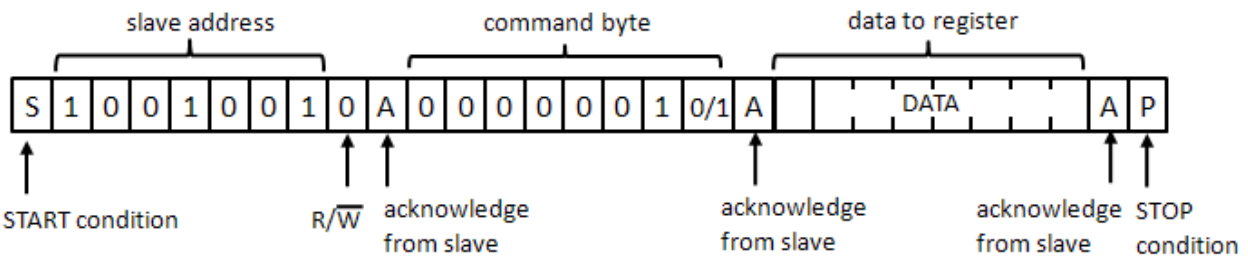 slave address command byte data to register
S 1 0 0 1 0 0 1 0 A 0 0 0 0 0 0 1 0/1 A DATA A P
START condition R/W̅ acknowledge from slave acknowledge from slave acknowledge from slave STOP condition